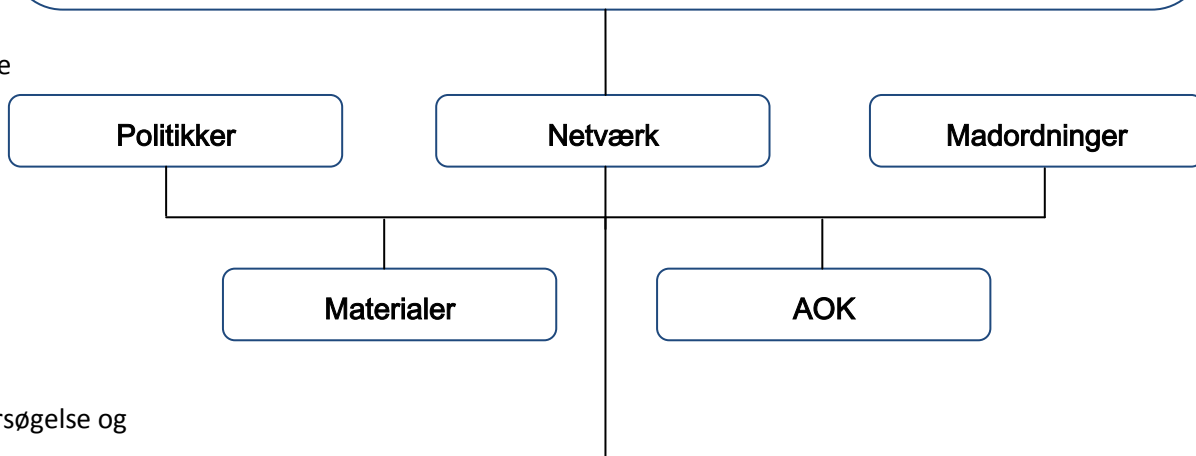 e
Politikker
Netværk
Madordninger
Materialer
AOK
rsøgelse og